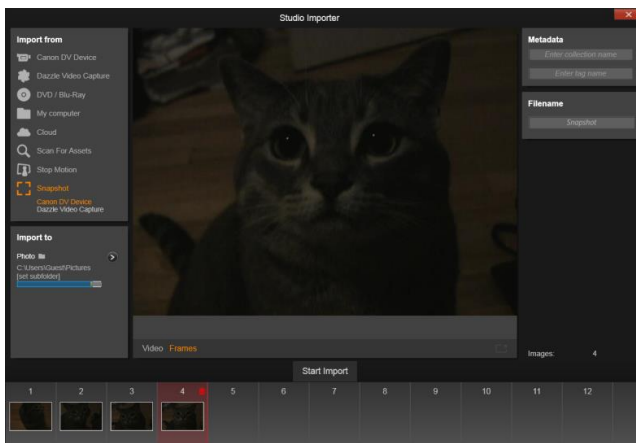 Studio Importer
Import from
Canon DV Device
Dazzle Video Capture
DVD / Blu-Ray
My computer
Cloud
Scan For Assets
Stop Motion
Snapshot
Canon DV Device
Dazzle Video Capture
Import to
Photo
C:\Users\Guest\Pictures
[set subfolder]
Metadata
Enter collection name
Enter tag name
Filename
Snapshot
Images: 4
Video Frames
Start Import
1 2 3 4 5 6 7 8 9 10 11 12